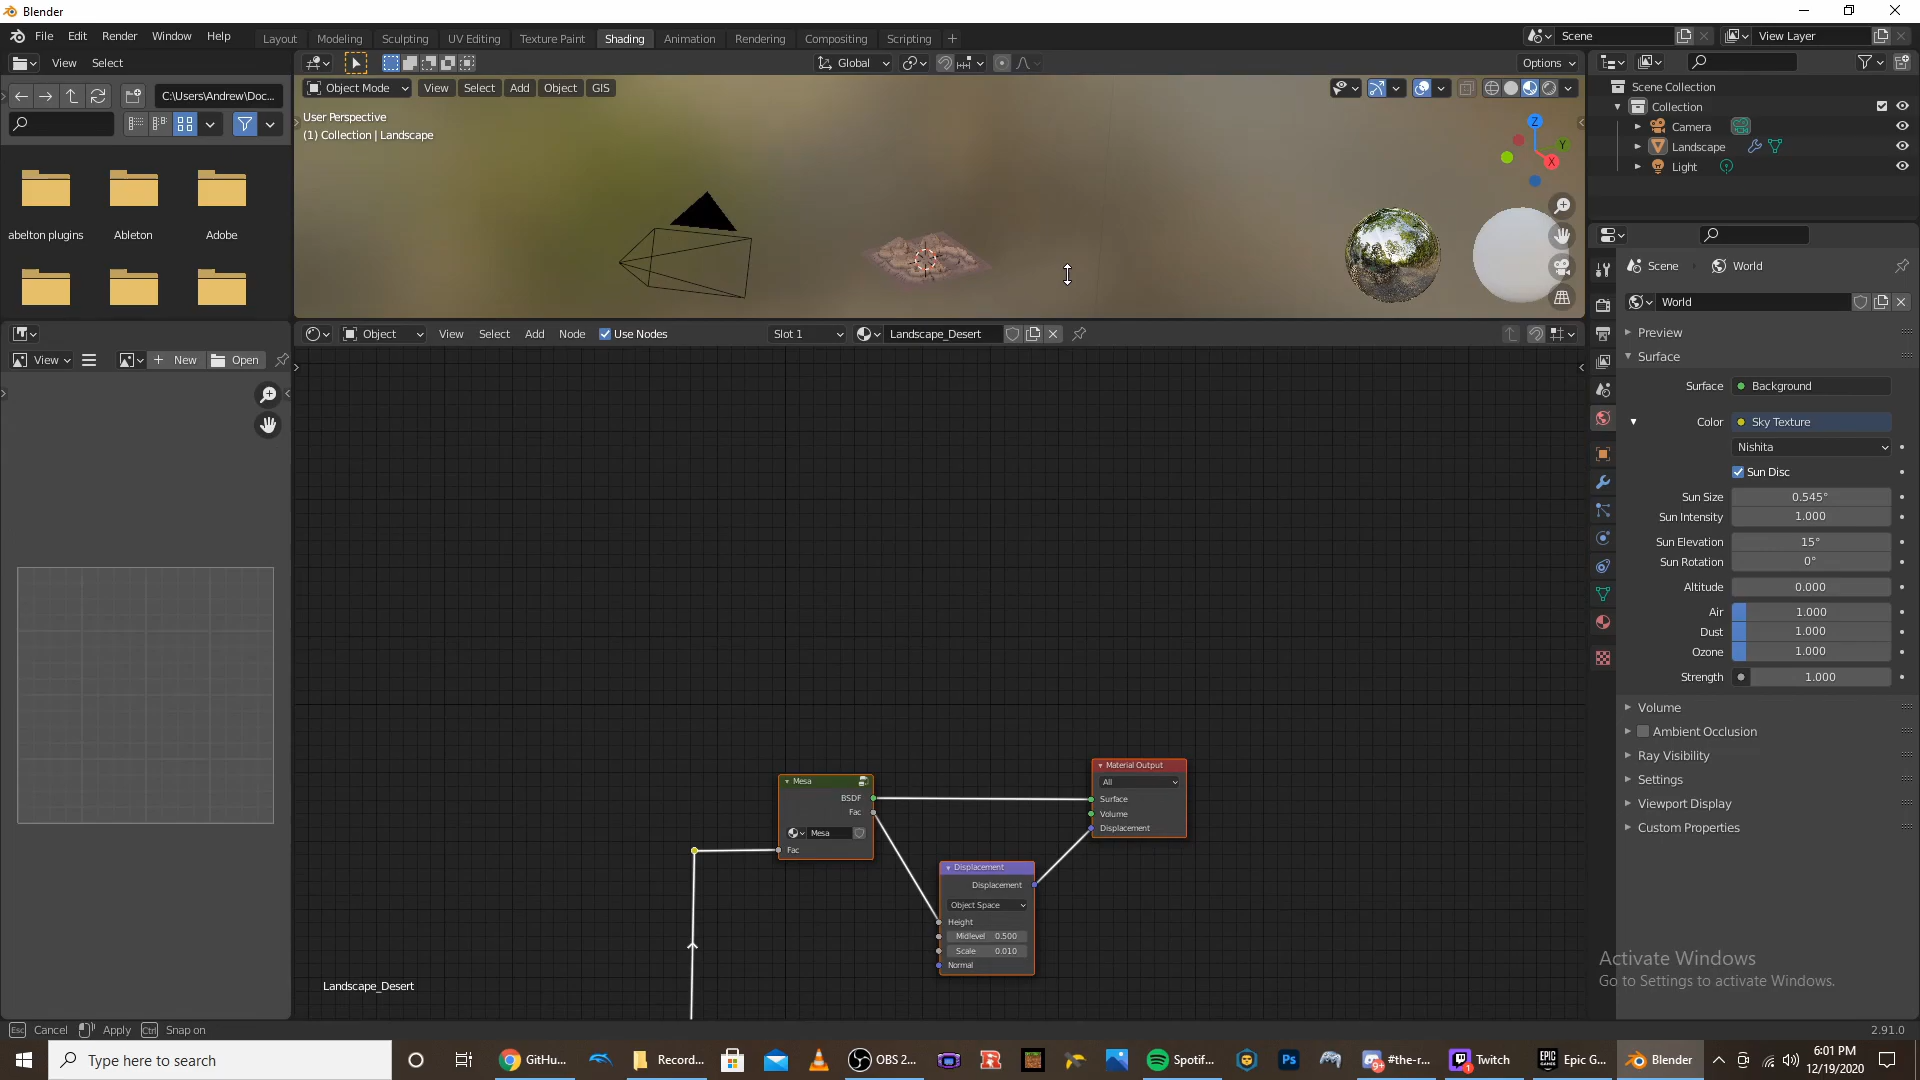 Blender
File Edit Render Window Help
Layout Modeling Sculpting UV Editing Texture Paint Shading Animation Rendering Compositing Scripting
Scene
View Layer
View Select
Global
Options
C:\Users\Andrew\Doc...
Object Mode View Select Add Object GIS
User Perspective
(1) Collection | Landscape
Z
Y
X
Scene Collection
Collection
Camera
Landscape
Light
abelton plugins
Ableton
Adobe
View
New
Open
Object View Select Add Node Use Nodes
Slot 1
Landscape_Desert
Scene
World
World
Preview
Surface
Surface Background
Color Sky Texture
Nishita
Sun Disc
Sun Size 0.545°
Sun Intensity 1.000
Sun Elevation 15°
Sun Rotation 0°
Altitude 0.000
Air 1.000
Dust 1.000
Ozone 1.000
Strength 1.000
Volume
Ambient Occlusion
Ray Visibility
Settings
Viewport Display
Custom Properties
Mesa
BSDF
Fac
Mesa
Fac
Material Output
All
Surface
Volume
Displacement
Displacement
Displacement
Object Space
Height
Midlevel 0.500
Scale 0.010
Normal
Landscape_Desert
Activate Windows
Go to Settings to activate Windows.
Esc Cancel Apply Ctrl Snap on
2.91.0
Type here to search
GitHu...
Record...
OBS 2...
Spotif...
9+
#the-r...
1
Twitch
EPIC GAMES
Epic G...
Blender
Ps
6:01 PM
12/19/2020